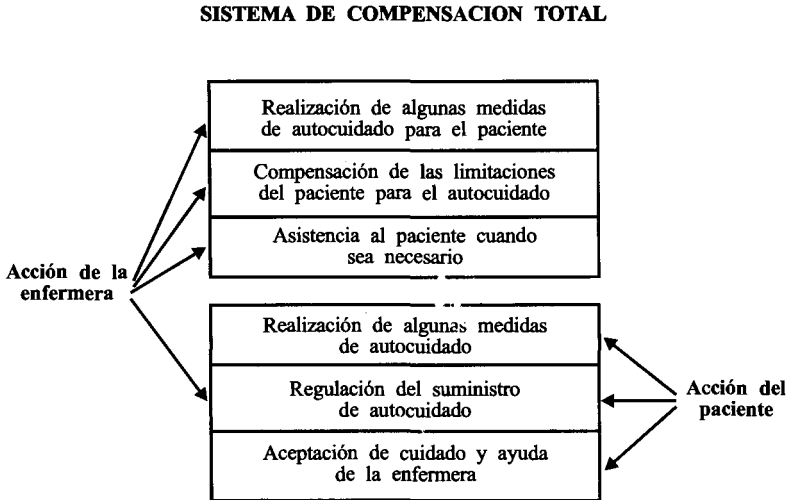 SISTEMA DE COMPENSACION TOTAL
Realización de algunas medidas
de autocuidado para el paciente
Compensación de las limitaciones
del paciente para el autocuidado
Asistencia al paciente cuando
sea necesario
Acción de la
enfermera
Realización de algunas medidas
de autocuidado
Regulación del suministro
de autocuidado
Aceptación de cuidado y ayuda
de la enfermera
Acción del
paciente